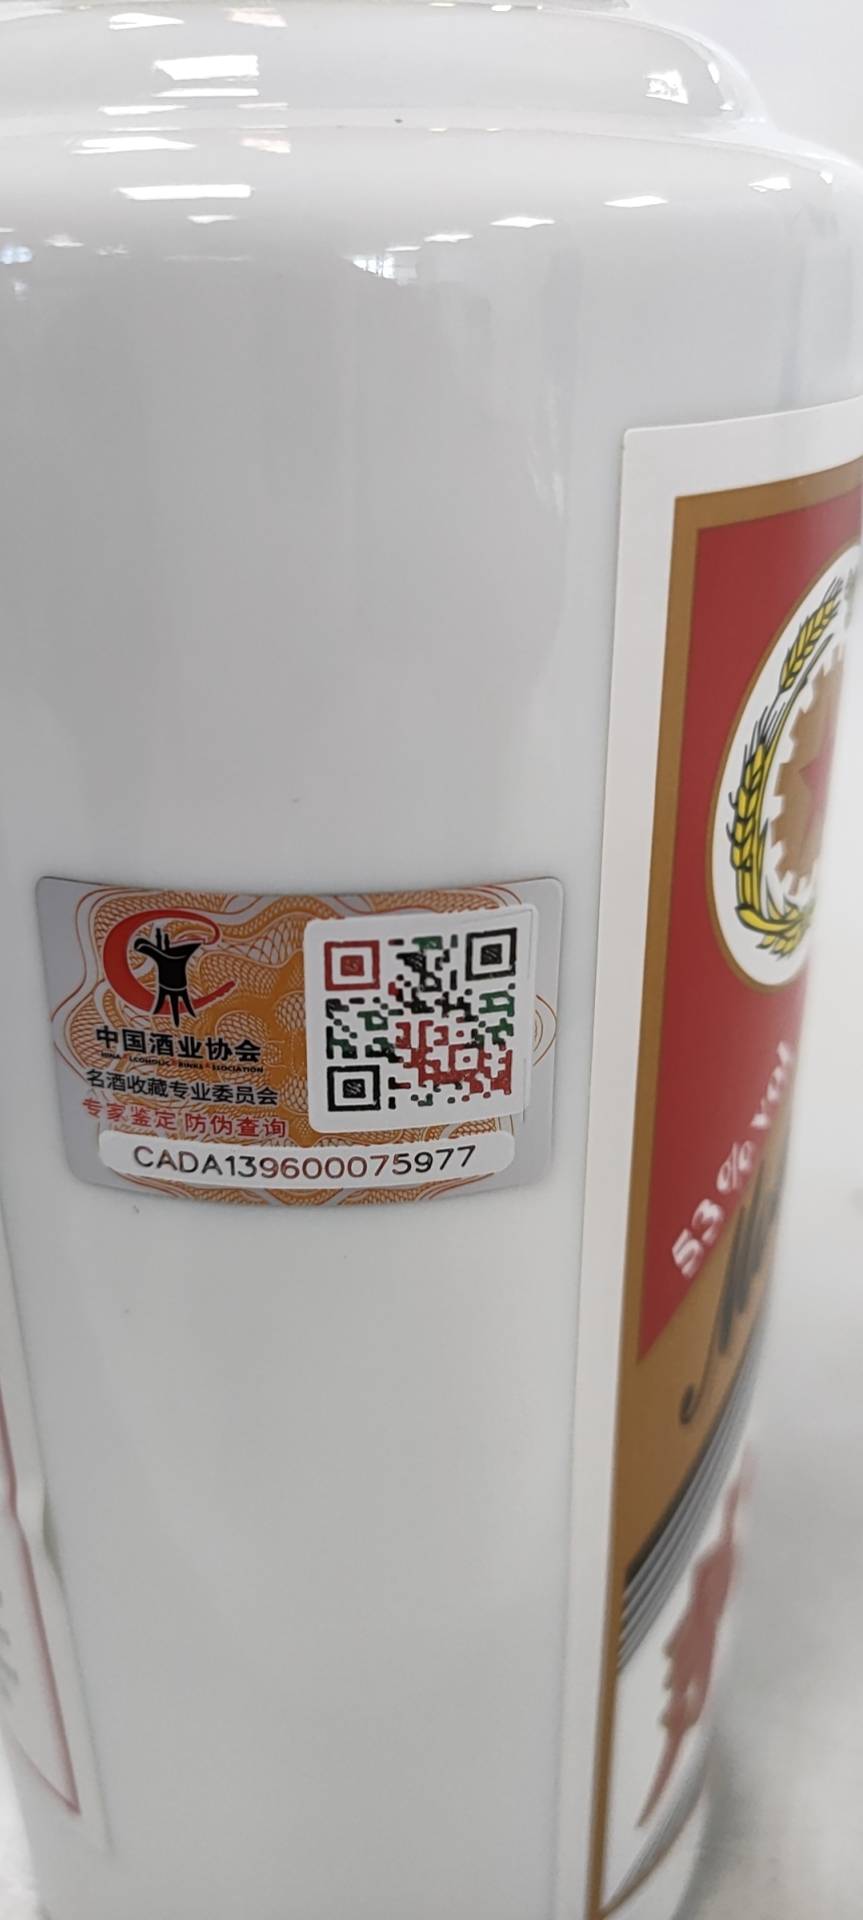 中国酒业协会
名酒收藏专业委员会
专家鉴定 防伪查询
CADA139600075977
53% vol